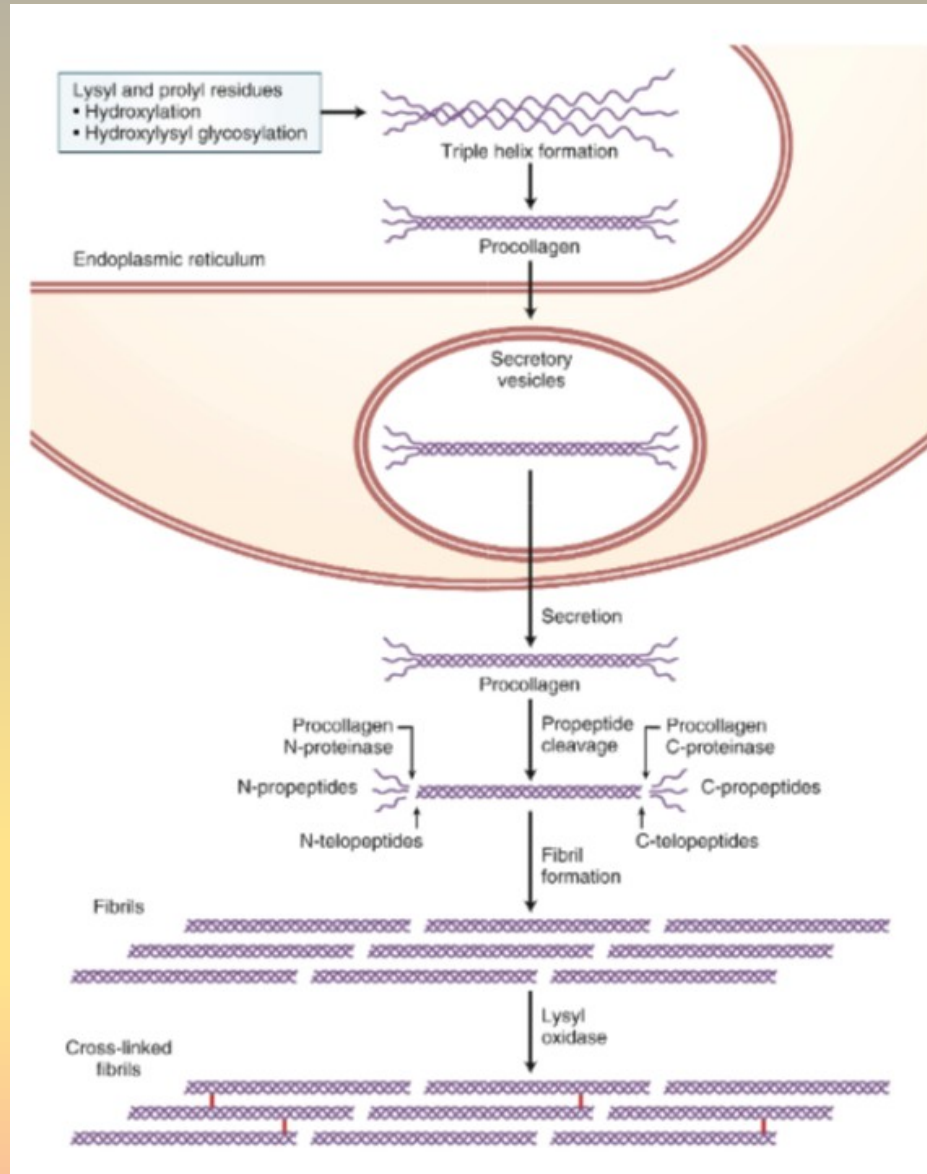 Lysyl and prolyl residues
• Hydroxylation
• Hydroxylysyl glycosylation
Triple helix formation
Procollagen
Endoplasmic reticulum
Secretory
vesicles
Secretion
Procollagen
Procollagen
N-proteinase
Propeptide
cleavage
Procollagen
C-proteinase
N-propeptides
C-propeptides
N-telopeptides
C-telopeptides
Fibril
formation
Fibrils
Lysyl
oxidase
Cross-linked
fibrils